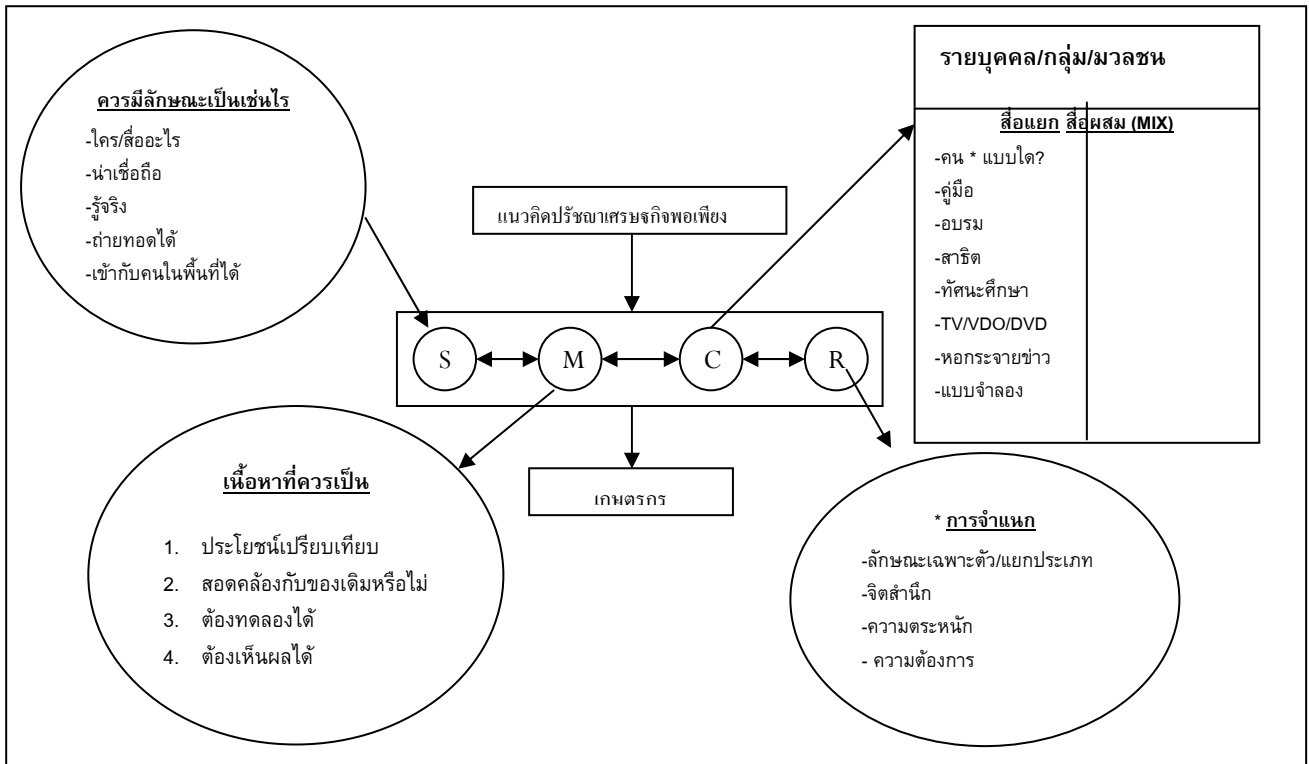 ควรมีลักษณะเป็นเช่นไร
-ใคร/สื่ออะไร
-น่าเชื่อถือ
-รู้จริง
-ถ่ายทอดได้
-เข้ากับคนในพื้นที่ได้
แนวคิดปรัชญาเศรษฐกิจพอเพียง
รายบุคคล/กลุ่ม/มวลชน
สื่อแยก สื่อผสม (MIX)
-คน * แบบใด?
-คู่มือ
-อบรม
-สาธิต
-ทัศนะศึกษา
-TV/VDO/DVD
-หอกระจายข่าว
-แบบจำลอง
S M C R
เกษตรกร
เนื้อหาที่ควรเป็น
1. ประโยชน์เปรียบเทียบ
2. สอดคล้องกับของเดิมหรือไม่
3. ต้องทดลองได้
4. ต้องเห็นผลได้
* การจำแนก
-ลักษณะเฉพาะตัว/แยกประเภท
-จิตสำนึก
-ความตระหนัก
- ความต้องการ